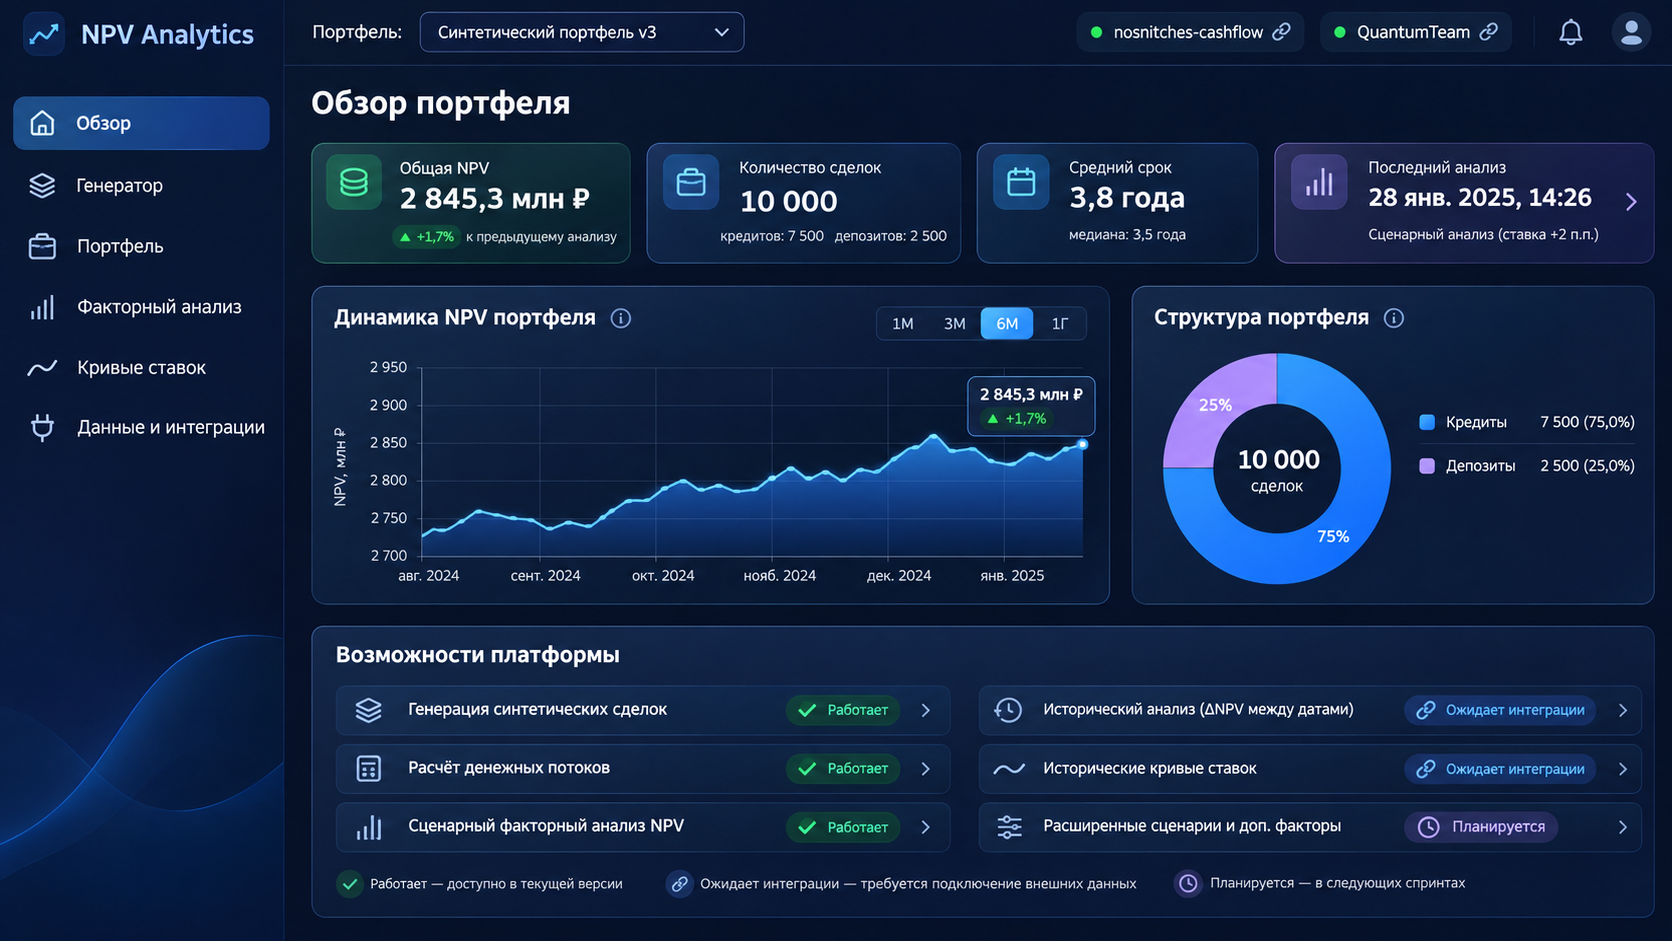 NPV Analytics
Портфель:
Синтетический портфель v3
nosnitches-cashflow
QuantumTeam
Обзор
Генератор
Портфель
Факторный анализ
Кривые ставок
Данные и интеграции
Обзор портфеля
Общая NPV
2 845,3 млн ₽
+1,7% к предыдущему анализу
Количество сделок
10 000
кредитов: 7 500 депозитов: 2 500
Средний срок
3,8 года
медиана: 3,5 года
Последний анализ
28 янв. 2025, 14:26
Сценарный анализ (ставка +2 п.п.)
Динамика NPV портфеля
1М 3М 6М 1Г
NPV, млн ₽
2 950
2 900
2 850
2 800
2 750
2 700
2 845,3 млн ₽
+1,7%
авг. 2024 сент. 2024 окт. 2024 нояб. 2024 дек. 2024 янв. 2025
Структура портфеля
25%
10 000
сделок
75%
Кредиты 7 500 (75,0%)
Депозиты 2 500 (25,0%)
Возможности платформы
Генерация синтетических сделок Работает
Расчёт денежных потоков Работает
Сценарный факторный анализ NPV Работает
Исторический анализ (ΔNPV между датами) Ожидает интеграции
Исторические кривые ставок Ожидает интеграции
Расширенные сценарии и доп. факторы Планируется
Работает — доступно в текущей версии
Ожидает интеграции — требуется подключение внешних данных
Планируется — в следующих спринтах